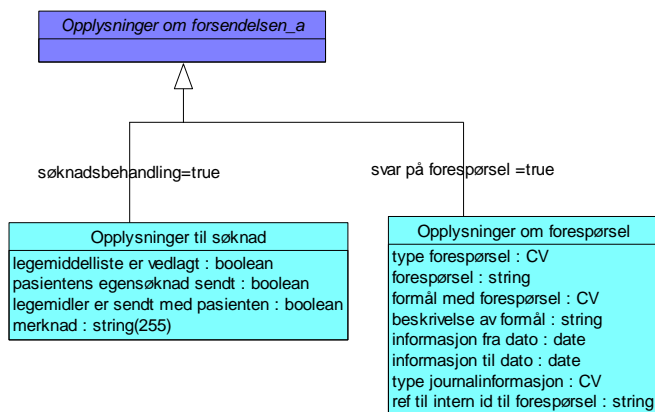 Opplysninger om forsendelsen_a
søknadsbehandling=true
svar på forespørsel =true
Opplysninger til søknad
legemiddelliste er vedlagt : boolean
pasientens egensøknad sendt : boolean
legemidler er sendt med pasienten : boolean
merknad : string(255)
Opplysninger om forespørsel
type forespørsel : CV
forespørsel : string
formål med forespørsel : CV
beskrivelse av formål : string
informasjon fra dato : date
informasjon til dato : date
type journalinformasjon : CV
ref til intern id til forespørsel : string